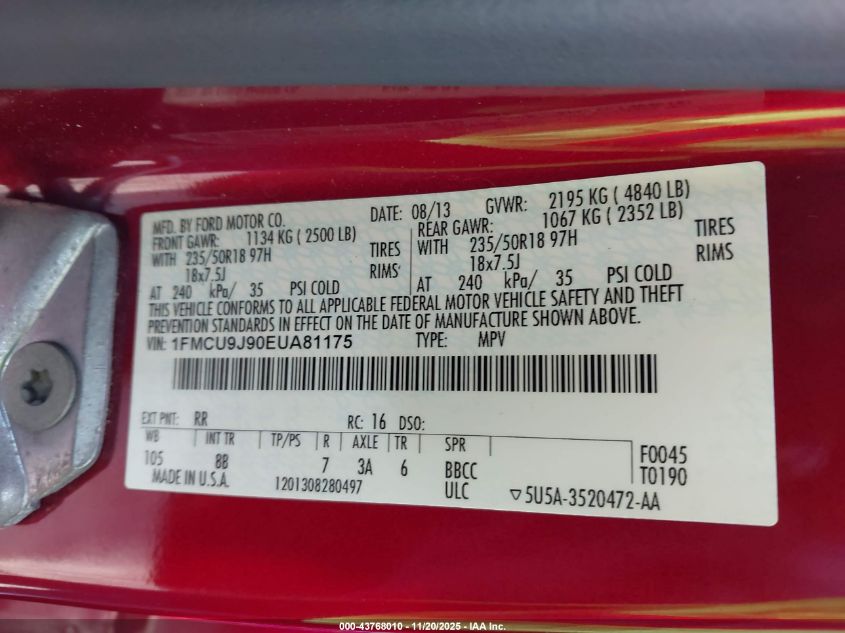 MFD. BY FORD MOTOR CO. DATE: 08/13 GVWR: 2195 KG ( 4840 LB)
FRONT GAWR: 1134 KG ( 2500 LB) REAR GAWR: 1067 KG ( 2352 LB)
WITH 235/50R18 97H TIRES WITH 235/50R18 97H TIRES
18x7.5J RIMS 18x7.5J RIMS
AT 240 kPa/ 35 PSI COLD AT 240 kPa/ 35 PSI COLD
THIS VEHICLE CONFORMS TO ALL APPLICABLE FEDERAL MOTOR VEHICLE SAFETY AND THEFT
PREVENTION STANDARDS IN EFFECT ON THE DATE OF MANUFACTURE SHOWN ABOVE.
VIN: 1FMCU9J90EUA81175 TYPE: MPV
EXT PNT: RR RC: 16 DSO:
WB INT TR TP/PS R AXLE TR SPR F0045
105 8B 7 3A 6 BBCC T0190
MADE IN U.S.A. 1201308280497 ULC ▽5U5A-3520472-AA
000-43768010 - 11/20/2025 - IAA Inc.